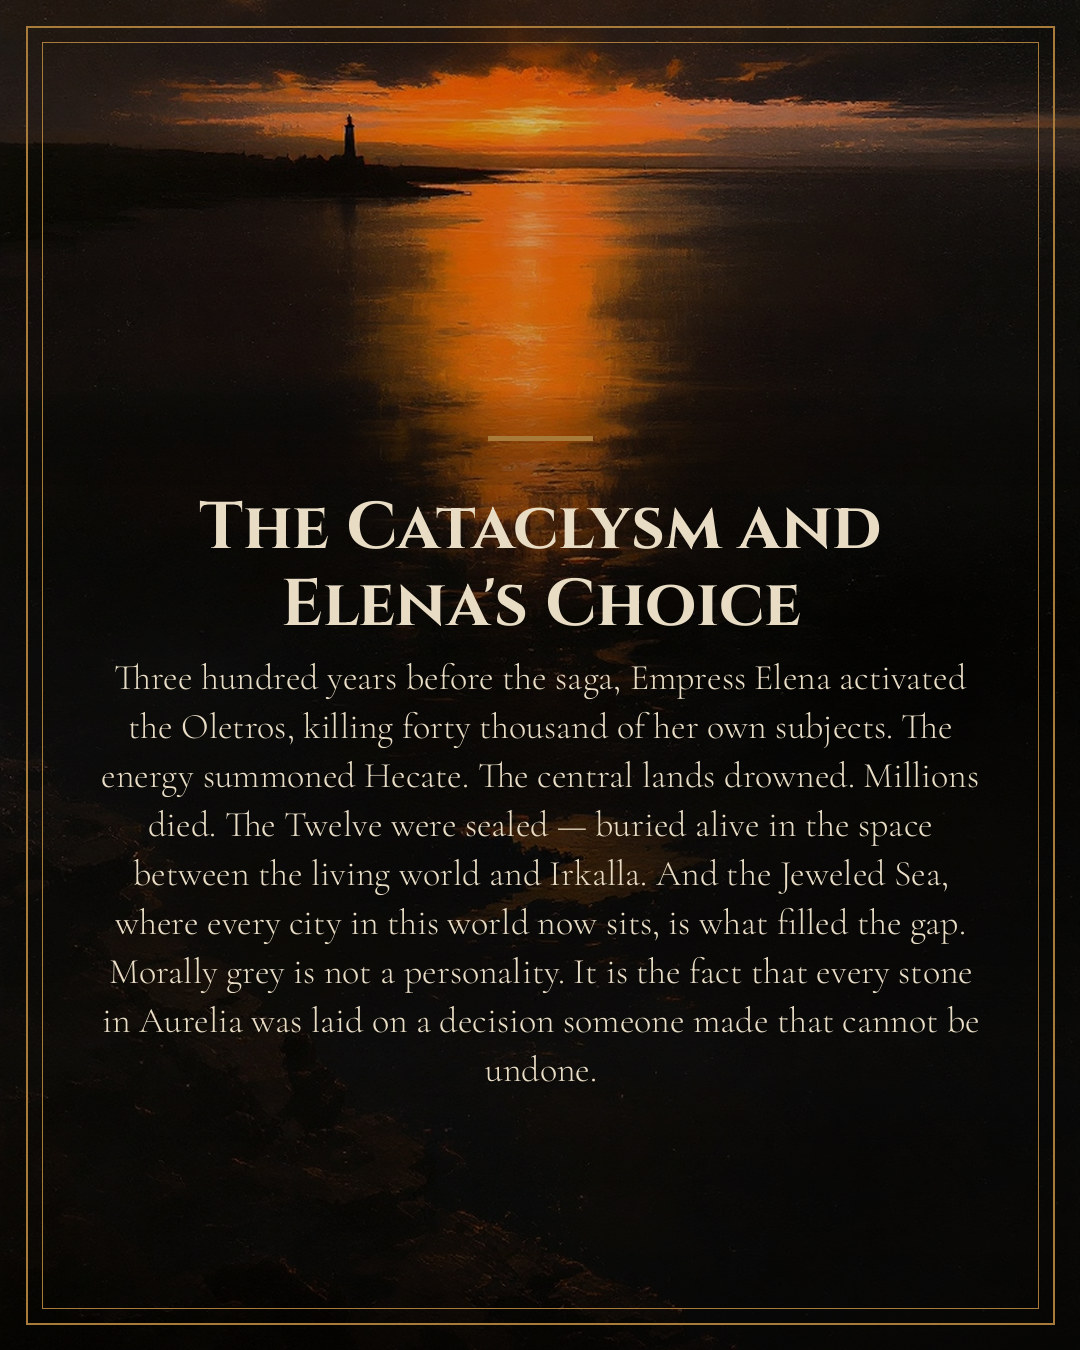 The Cataclysm and
Elena's Choice
Three hundred years before the saga, Empress Elena activated
the Oletros, killing forty thousand of her own subjects. The
energy summoned Hecate. The central lands drowned. Millions
died. The Twelve were sealed — buried alive in the space
between the living world and Irkalla. And the Jeweled Sea,
where every city in this world now sits, is what filled the gap.
Morally grey is not a personality. It is the fact that every stone
in Aurelia was laid on a decision someone made that cannot be
undone.